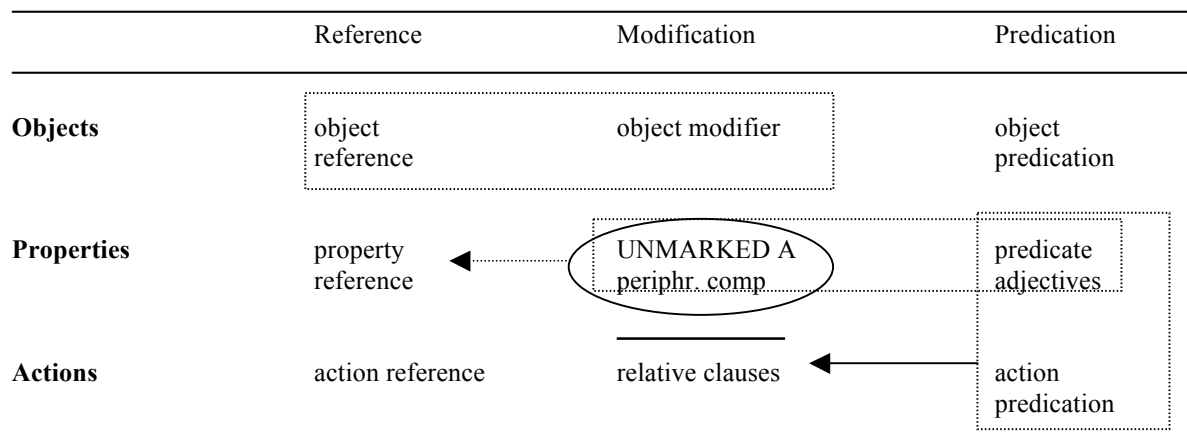 Reference Modification Predication
Objects object object modifier object
reference predication
Properties property UNMARKED A predicate
reference periphr. comp adjectives
Actions action reference relative clauses action
predication